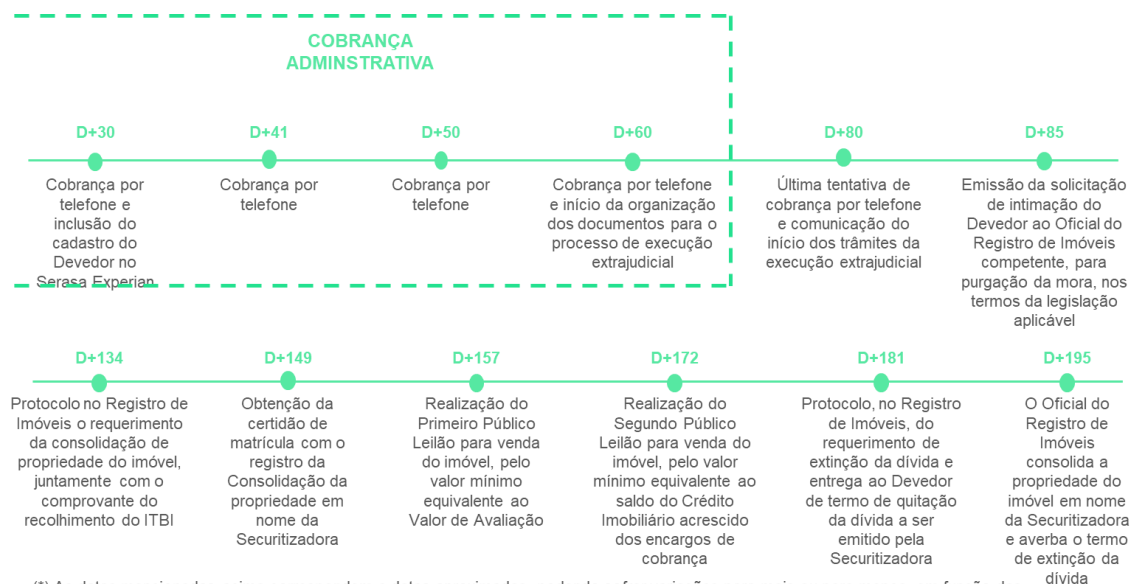 COBRANÇA
ADMINSTRATIVA
D+30
Cobrança por
telefone e
inclusão do
cadastro do
Devedor no
Serasa Experian
D+41
Cobrança por
telefone
D+50
Cobrança por
telefone
D+60
Cobrança por telefone
e início da organização
dos documentos para o
processo de execução
extrajudicial
D+80
Última tentativa de
cobrança por telefone
e comunicação do
início dos trâmites da
execução extrajudicial
D+85
Emissão da solicitação
de intimação do
Devedor ao Oficial do
Registro de Imóveis
competente, para
purgação da mora, nos
termos da legislação
aplicável
D+134
Protocolo no Registro de
Imóveis o requerimento
da consolidação de
propriedade do imóvel,
juntamente com o
comprovante do
recolhimento do ITBI
D+149
Obtenção da
certidão de
matrícula com o
registro da
Consolidação da
propriedade em
nome da
Securitizadora
D+157
Realização do
Primeiro Público
Leilão para venda
do imóvel, pelo
valor mínimo
equivalente ao
Valor de Avaliação
D+172
Realização do
Segundo Público
Leilão para venda do
imóvel, pelo valor
mínimo equivalente ao
saldo do Crédito
Imobiliário acrescido
dos encargos de
cobrança
D+181
Protocolo, no Registro
de Imóveis, do
requerimento de
extinção da dívida e
entrega ao Devedor
de termo de quitação
da dívida a ser
emitido pela
Securitizadora
D+195
O Oficial do
Registro de
Imóveis
consolida a
propriedade do
imóvel em nome
da Securitizadora
e averba o termo
de extinção da
dívida